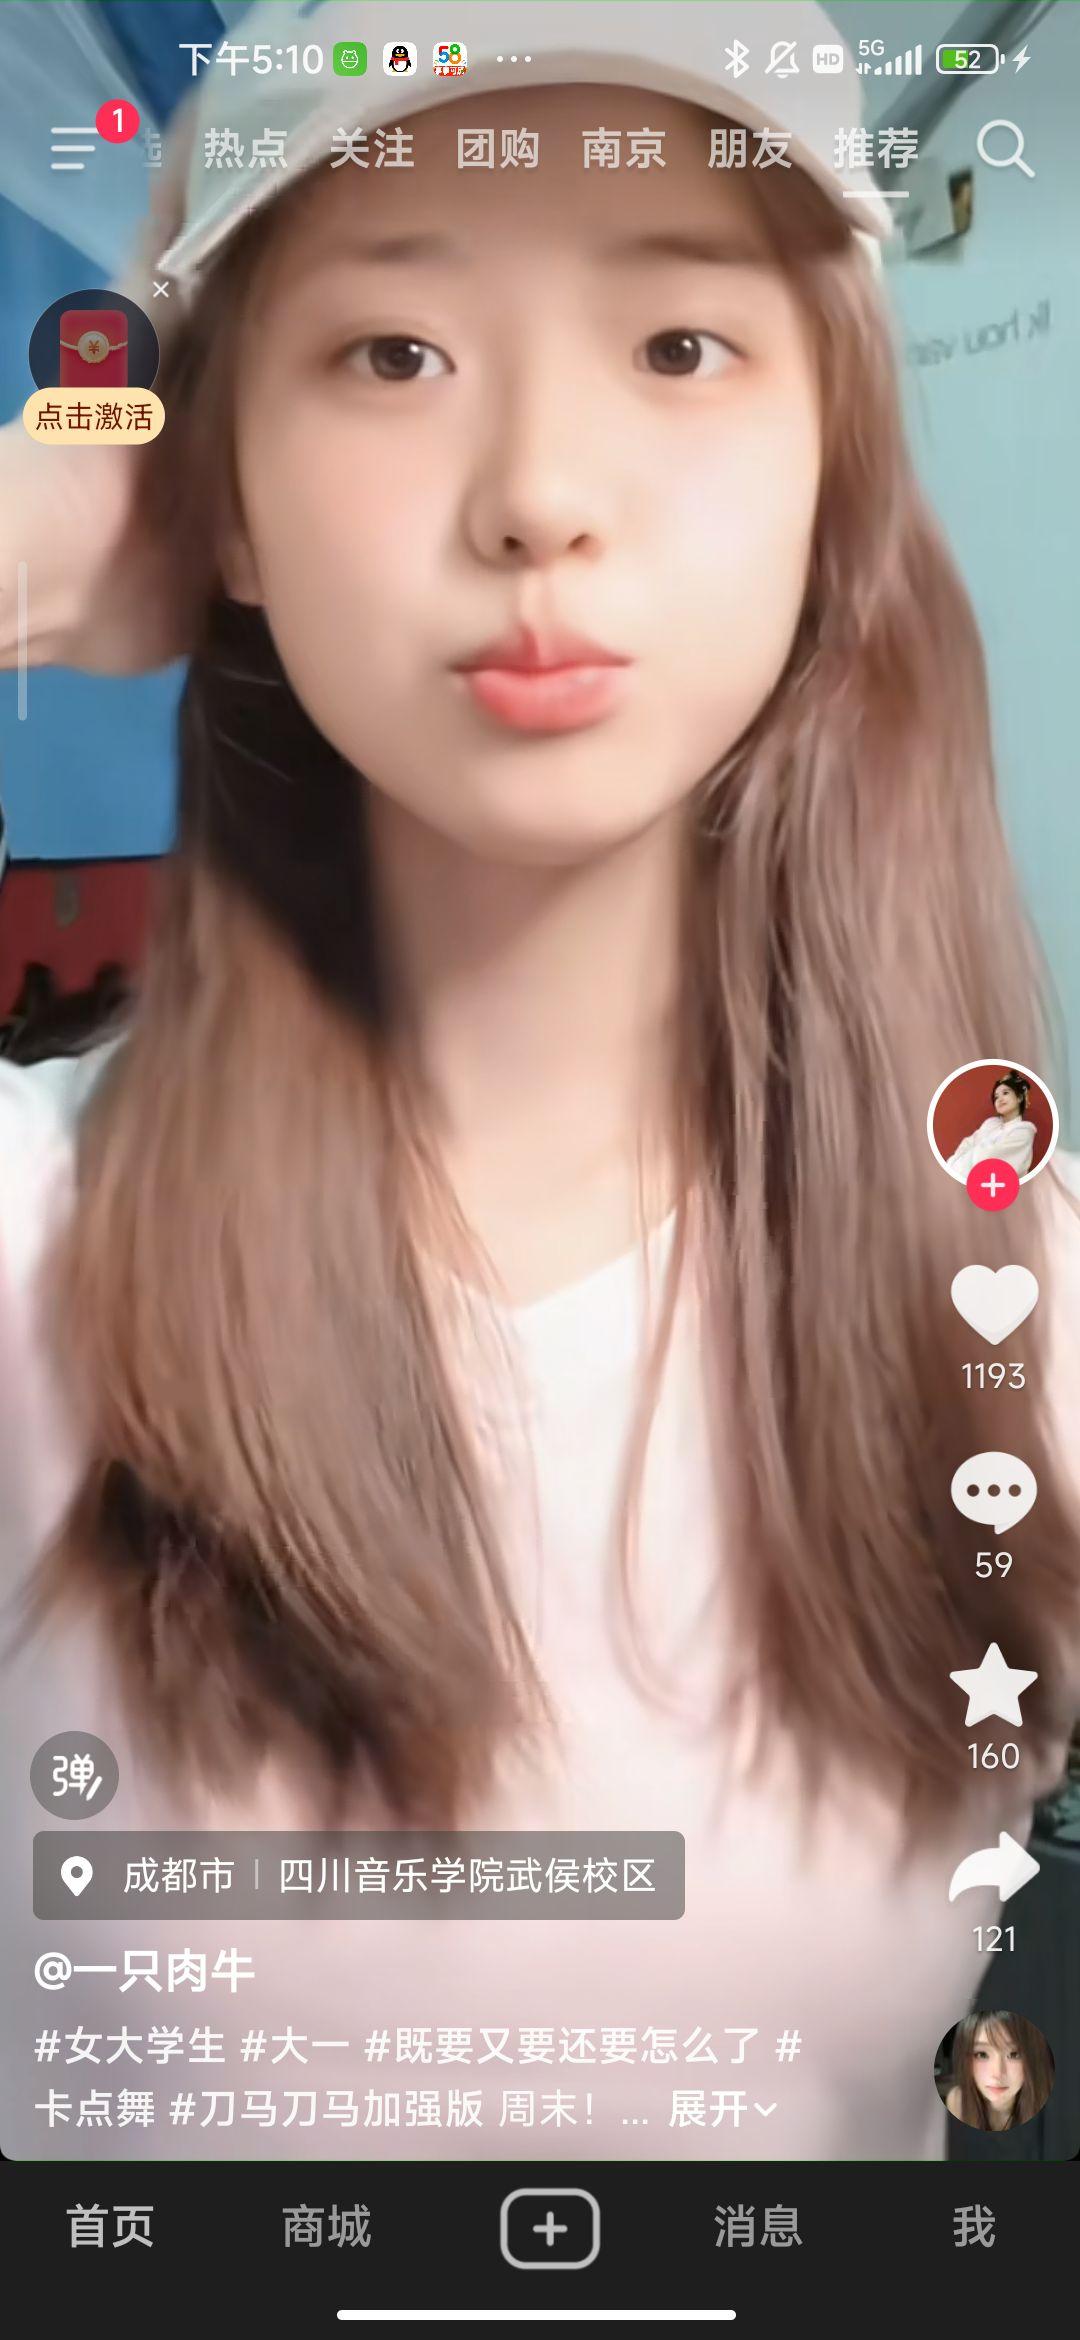 下午5:10
58
HD
5G
52
1
热点
关注
团购
南京
朋友
推荐
点击激活
1193
59
160
121
弹
成都市 | 四川音乐学院武侯校区
@一只肉牛
#女大学生 #大一 #既要又要还要怎么了 #
卡点舞 #刀马刀马加强版 周末！... 展开
首页
商城
消息
我